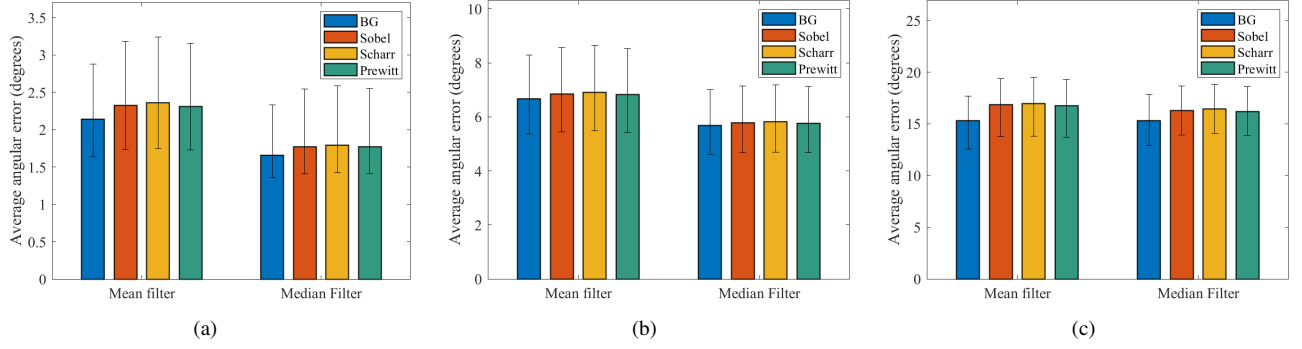 3.5
3
2.5
2
1.5
1
0.5
0
Average angular error (degrees)
BG
Sobel
Scharr
Prewitt
Mean filter
Median Filter
(a)
10
8
6
4
2
0
Average angular error (degrees)
BG
Sobel
Scharr
Prewitt
Mean filter
Median Filter
(b)
25
20
15
10
5
0
Average angular error (degrees)
BG
Sobel
Scharr
Prewitt
Mean filter
Median Filter
(c)